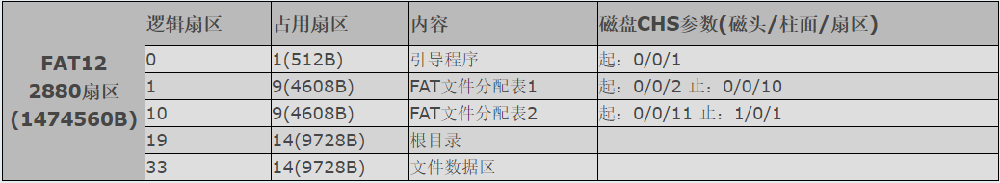 逻辑扇区 占用扇区 内容 磁盘CHS参数(磁头/柱面/扇区)
FAT12
2880扇区
(1474560B)
0 1(512B) 引导程序 起：0/0/1
1 9(4608B) FAT文件分配表1 起：0/0/2 止：0/0/10
10 9(4608B) FAT文件分配表2 起：0/0/11 止：1/0/1
19 14(9728B) 根目录
33 14(9728B) 文件数据区